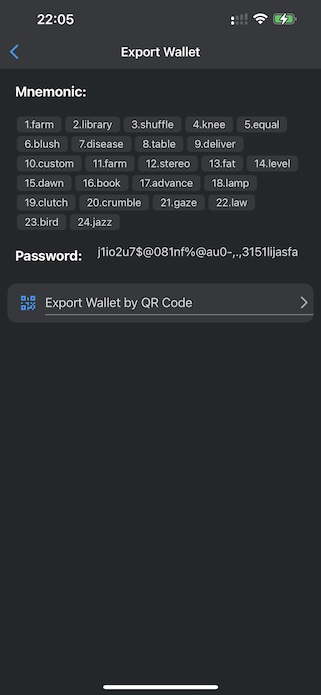 22:05
Export Wallet
Mnemonic:
1.farm 2.library 3.shuffle 4.knee 5.equal
6.blush 7.disease 8.table 9.deliver
10.custom 11.farm 12.stereo 13.fat 14.level
15.dawn 16.book 17.advance 18.lamp
19.clutch 20.crumble 21.gaze 22.law
23.bird 24.jazz
Password: j1io2u7$@081nf%@au0-,.,3151lijasfa
Export Wallet by QR Code